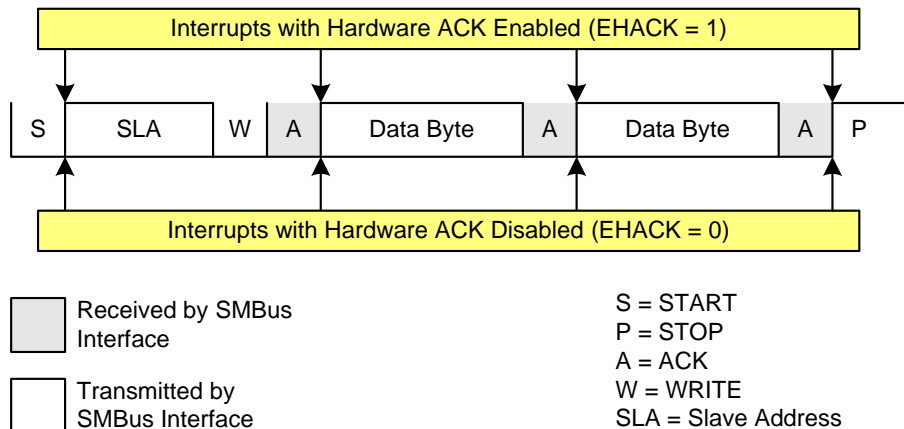 Interrupts with Hardware ACK Enabled (EHACK = 1)
S SLA W A Data Byte A Data Byte A P
Interrupts with Hardware ACK Disabled (EHACK = 0)
Received by SMBus
Interface
Transmitted by
SMBus Interface
S = START
P = STOP
A = ACK
W = WRITE
SLA = Slave Address